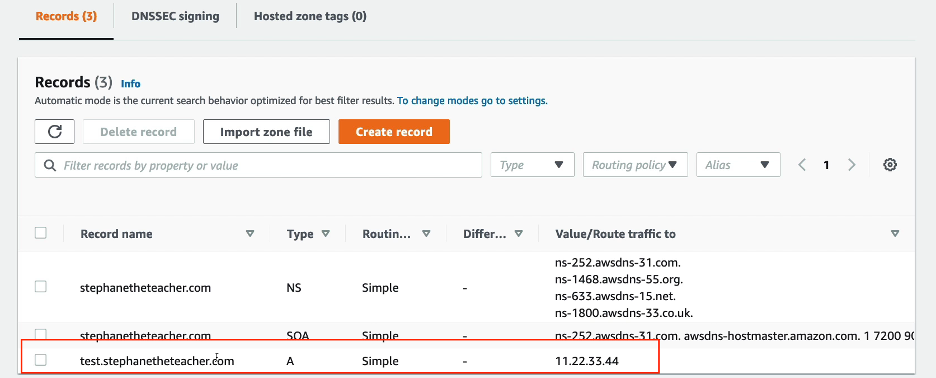 Records (3)
DNSSEC signing
Hosted zone tags (0)
Records (3) Info
Automatic mode is the current search behavior optimized for best filter results. To change modes go to settings.
Delete record
Import zone file
Create record
Filter records by property or value
Type
Routing policy
Alias
1
Record name
Type
Routin...
Differ...
Value/Route traffic to
stephanetheteacher.com
NS
Simple
-
ns-252.awsdns-31.com.
ns-1468.awsdns-55.org.
ns-633.awsdns-15.net.
ns-1800.awsdns-33.co.uk.
stephanetheteacher.com
SOA
Simple
-
ns-252.awsdns-31.com. awsdns-hostmaster.amazon.com. 1 7200 90
test.stephanetheteacher.com
A
Simple
-
11.22.33.44